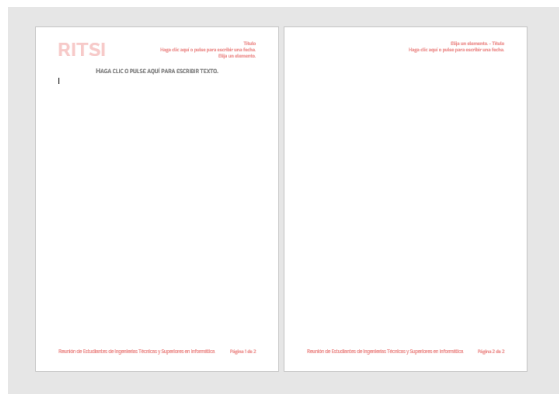 RITSI
Título
Haga clic aquí o pulse para escribir una fecha.
Elija un elemento.
HAGA CLIC O PULSE AQUÍ PARA ESCRIBIR TEXTO.
Reunión de Estudiantes de Ingenierías Técnicas y Superiores en Informática Página 1 de 2
Elija un elemento. - Título
Haga clic aquí o pulse para escribir una fecha.
Reunión de Estudiantes de Ingenierías Técnicas y Superiores en Informática Página 2 de 2